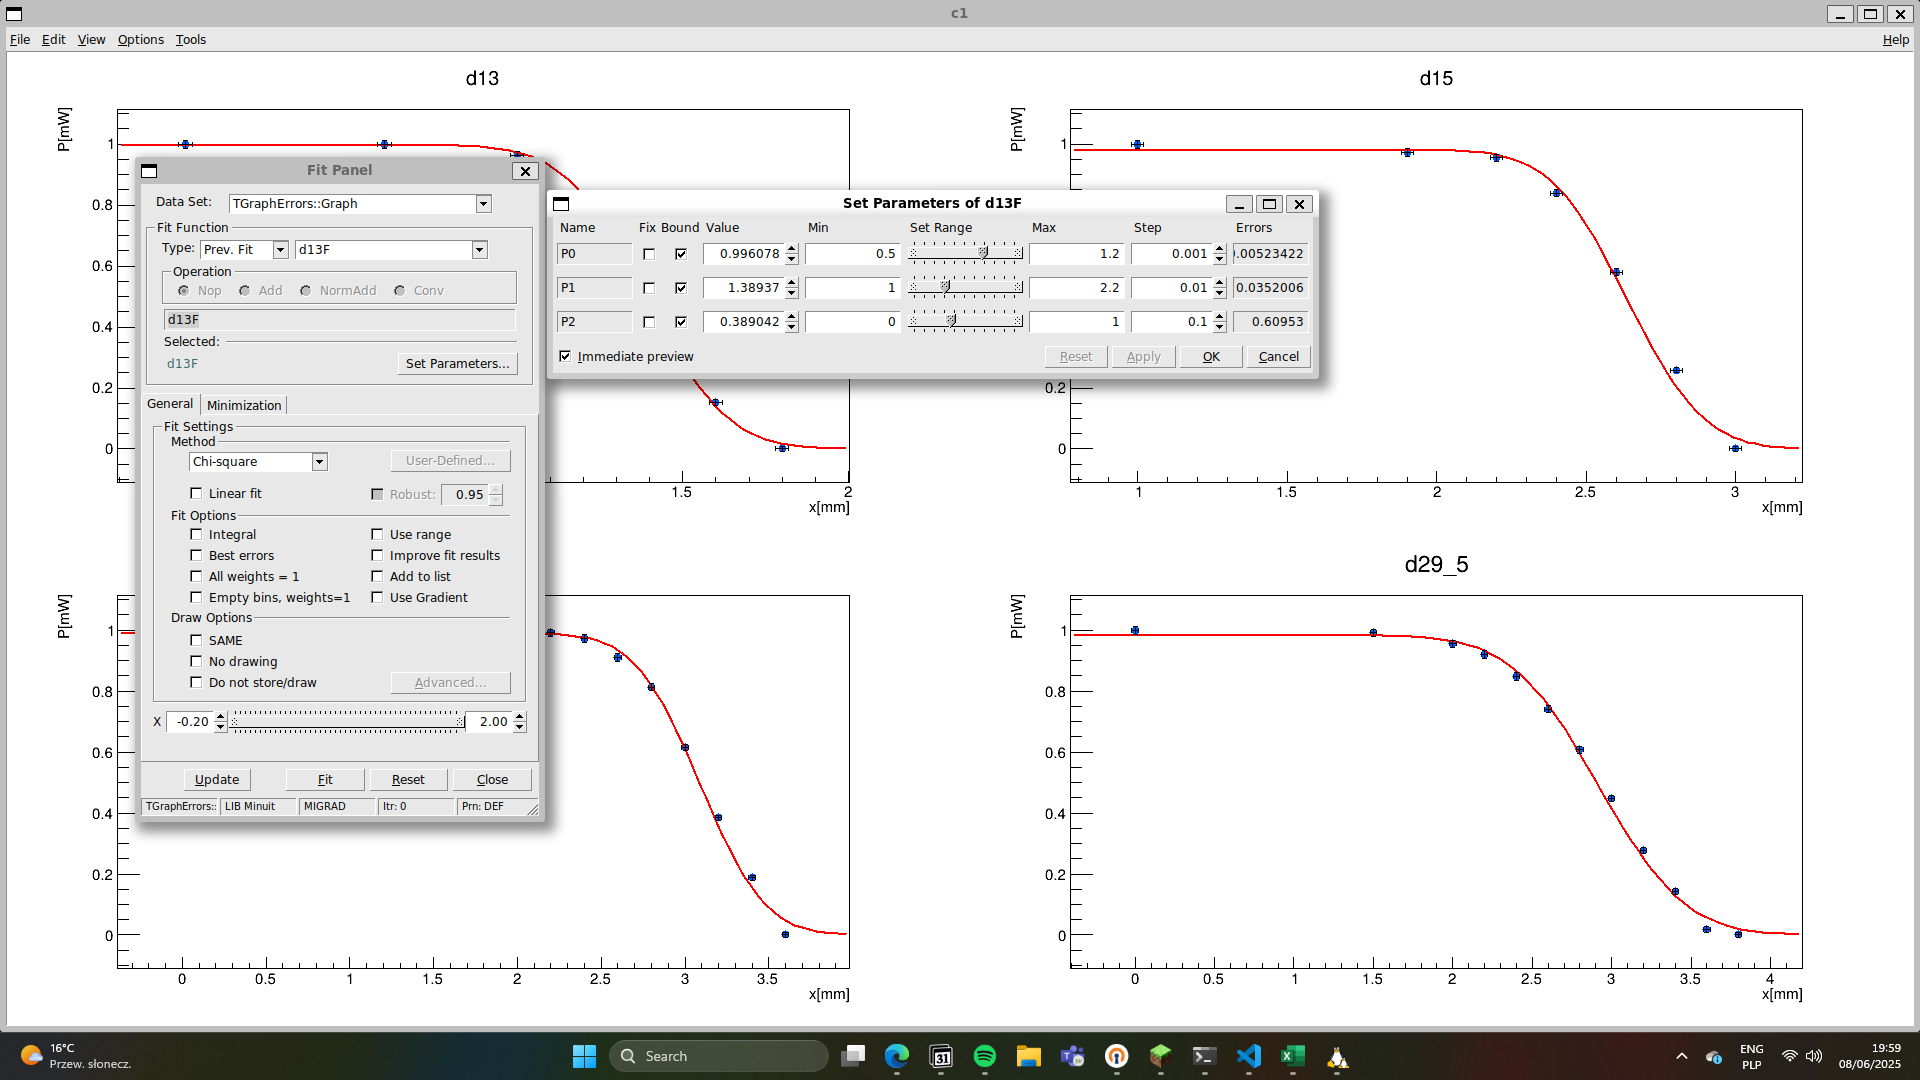 c1
File Edit View Options Tools Help
d13
P[mW]
1
0.8
0.6
0.4
0.2
0
1.5
2
x[mm]
d15
P[mW]
1
0.2
0
1
1.5
2
2.5
3
x[mm]
Fit Panel
Data Set: TGraphErrors::Graph
Fit Function
Type: Prev. Fit d13F
Operation
Nop Add NormAdd Conv
d13F
Selected:
d13F Set Parameters...
General Minimization
Fit Settings
Method
Chi-square User-Defined...
Linear fit Robust: 0.95
Fit Options
Integral Use range
Best errors Improve fit results
All weights = 1 Add to list
Empty bins, weights=1 Use Gradient
Draw Options
SAME
No drawing
Do not store/draw Advanced...
X -0.20 2.00
Update Fit Reset Close
TGraphErrors:: LIB Minuit MIGRAD Itr: 0 Prn: DEF
Set Parameters of d13F
Name Fix Bound Value Min Set Range Max Step Errors
P0 0.996078 0.5 1.2 0.001 0.00523422
P1 1.38937 1 2.2 0.01 0.0352006
P2 0.389042 0 1 0.1 0.60953
Immediate preview Reset Apply OK Cancel
P[mW]
1
0.8
0.6
0.4
0.2
0
0
0.5
1
1.5
2
2.5
3
3.5
x[mm]
d29_5
P[mW]
1
0.8
0.6
0.4
0.2
0
0
0.5
1
1.5
2
2.5
3
3.5
4
x[mm]
16°C
Przew. słonecz.
Search
31
ENG
PLP
19:59
08/06/2025